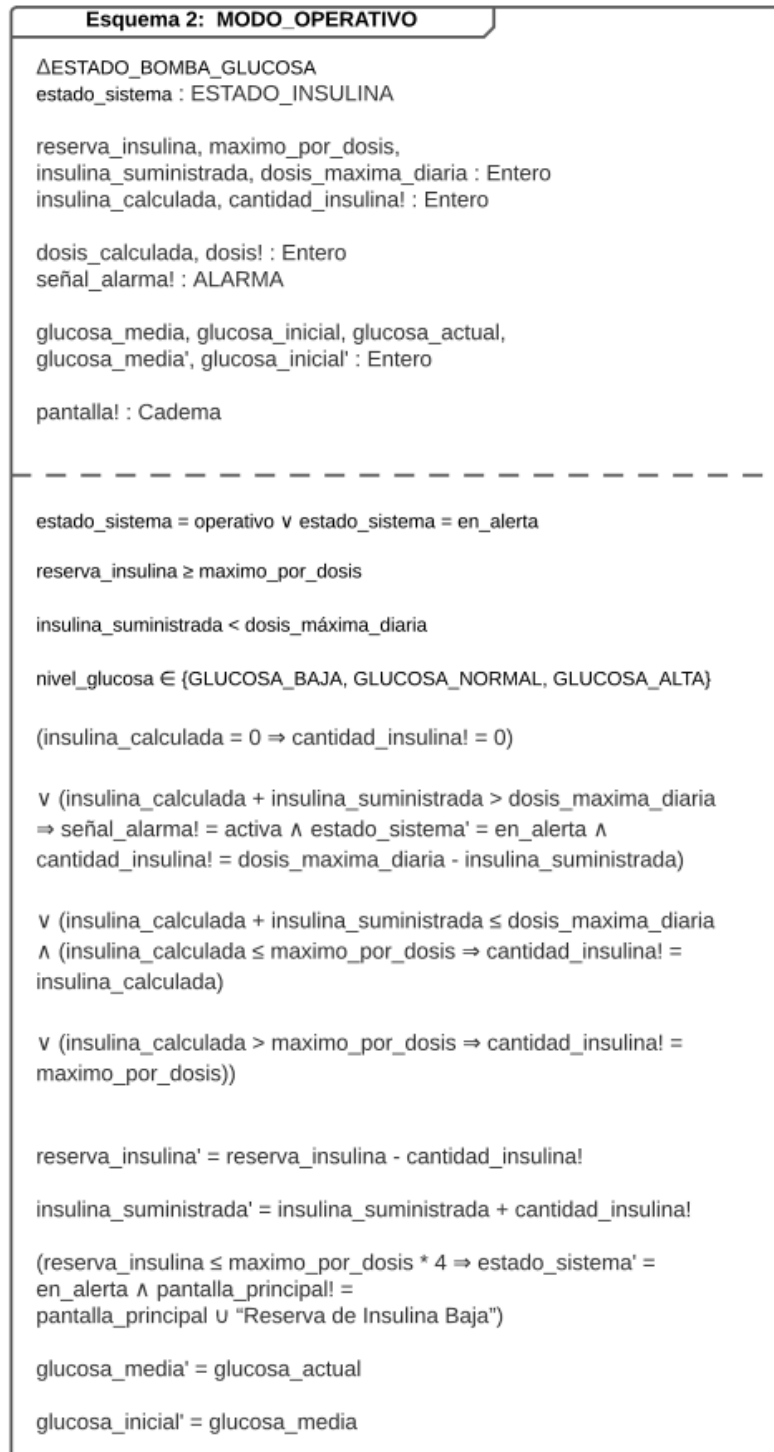 Esquema 2: MODO_OPERATIVO
ΔESTADO_BOMBA_GLUCOSA
estado_sistema : ESTADO_INSULINA
reserva_insulina, maximo_por_dosis,
insulina_suministrada, dosis_maxima_diaria : Entero
insulina_calculada, cantidad_insulina! : Entero
dosis_calculada, dosis! : Entero
señal_alarma! : ALARMA
glucosa_media, glucosa_inicial, glucosa_actual,
glucosa_media', glucosa_inicial' : Entero
pantalla! : Cadema
estado_sistema = operativo ∨ estado_sistema = en_alerta
reserva_insulina ≥ maximo_por_dosis
insulina_suministrada < dosis_máxima_diaria
nivel_glucosa ∈ {GLUCOSA_BAJA, GLUCOSA_NORMAL, GLUCOSA_ALTA}
(insulina_calculada = 0 ⇒ cantidad_insulina! = 0)
∨ (insulina_calculada + insulina_suministrada > dosis_maxima_diaria
⇒ señal_alarma! = activa ∧ estado_sistema' = en_alerta ∧
cantidad_insulina! = dosis_maxima_diaria - insulina_suministrada)
∨ (insulina_calculada + insulina_suministrada ≤ dosis_maxima_diaria
∧ (insulina_calculada ≤ maximo_por_dosis ⇒ cantidad_insulina! =
insulina_calculada)
∨ (insulina_calculada > maximo_por_dosis ⇒ cantidad_insulina! =
maximo_por_dosis))
reserva_insulina' = reserva_insulina - cantidad_insulina!
insulina_suministrada' = insulina_suministrada + cantidad_insulina!
(reserva_insulina ≤ maximo_por_dosis * 4 ⇒ estado_sistema' =
en_alerta ∧ pantalla_principal! =
pantalla_principal ∪ “Reserva de Insulina Baja”)
glucosa_media' = glucosa_actual
glucosa_inicial' = glucosa_media